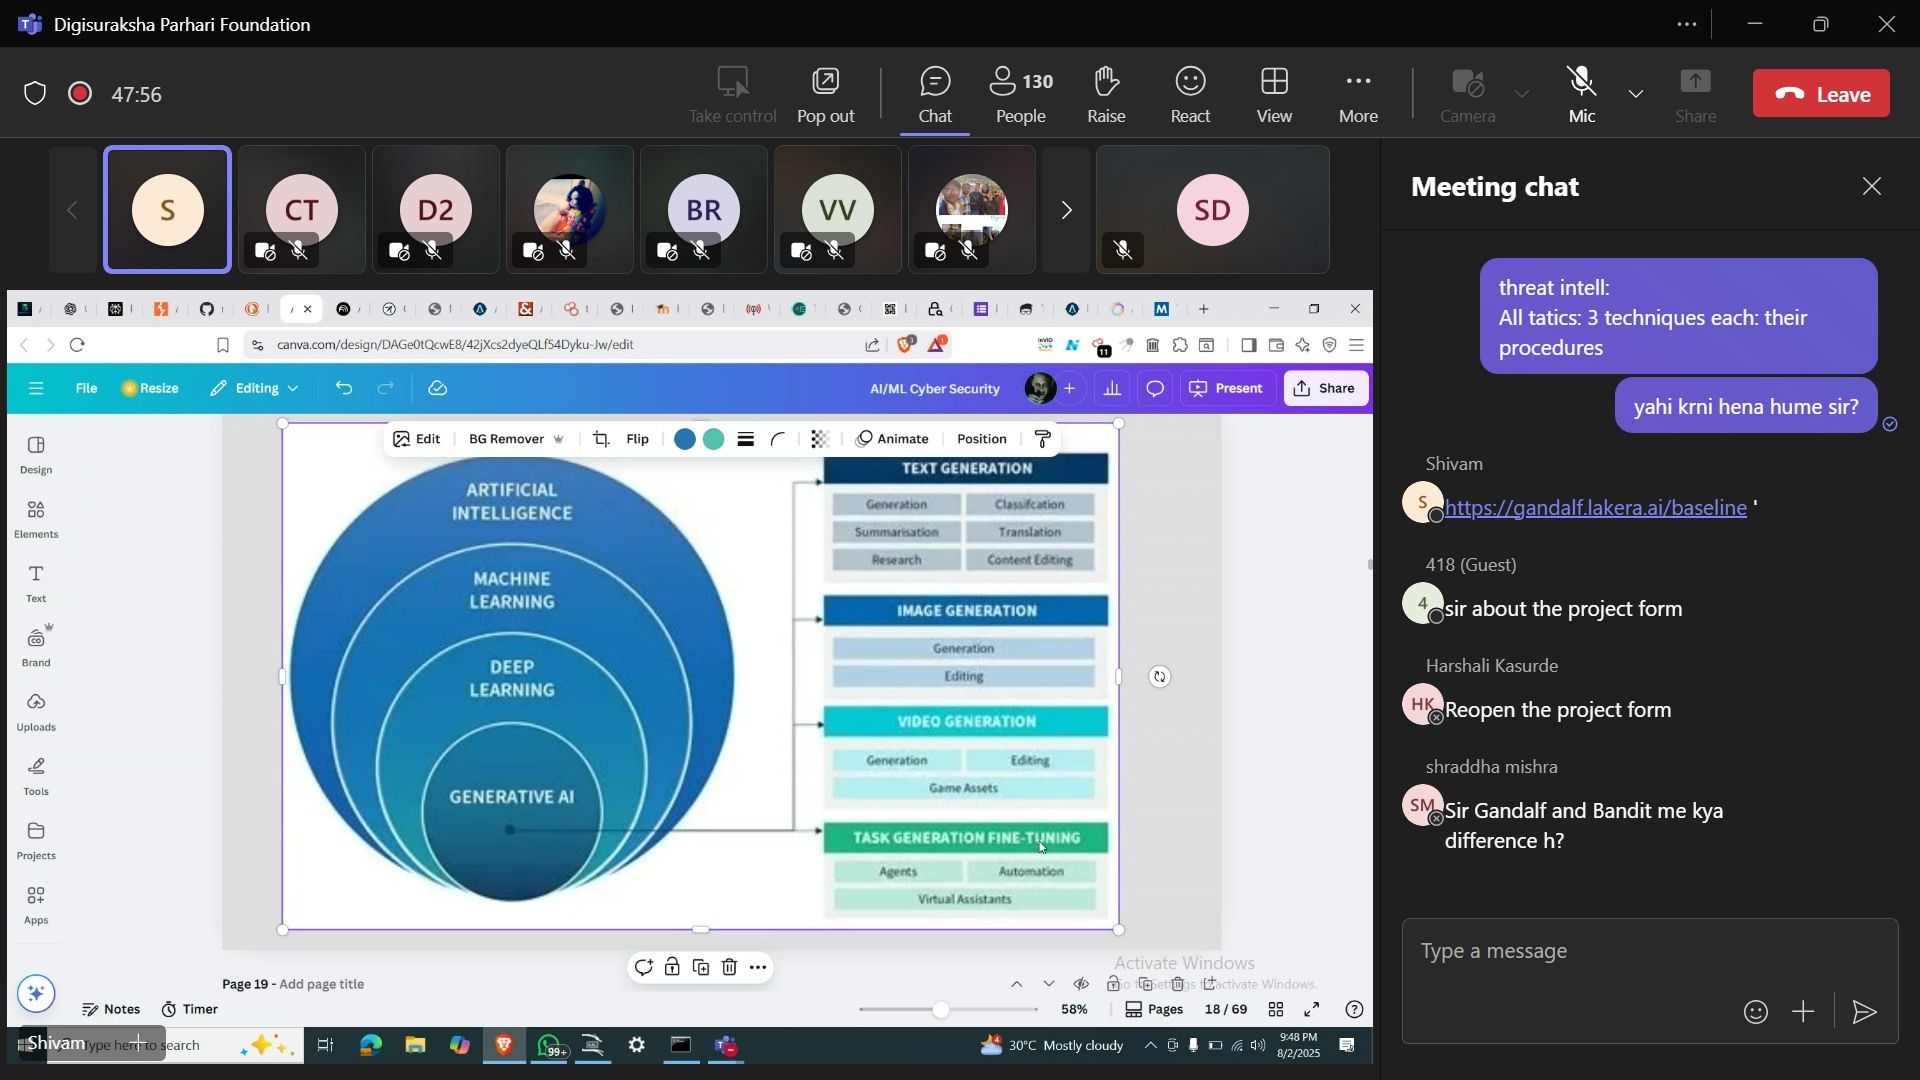 Digisuraksha Parhari Foundation
47:56
Take control
Pop out
Chat
130
People
Raise
React
View
More
Camera
Mic
Share
Leave
S
CT
D2
BR
VV
SD
canva.com/design/DAGe0tQcwE8/42jXcs2dyeQLf54Dyku-Jw/edit
11
File
Resize
Editing
AI/ML Cyber Security
Present
Share
Edit
BG Remover
Flip
Animate
Position
Design
Elements
Text
Brand
Uploads
Tools
Projects
Apps
ARTIFICIAL
INTELLIGENCE
MACHINE
LEARNING
DEEP
LEARNING
GENERATIVE AI
TEXT GENERATION
Generation
Classifcation
Summarisation
Translation
Research
Content Editing
IMAGE GENERATION
Generation
Editing
VIDEO GENERATION
Generation
Editing
Game Assets
TASK GENERATION FINE-TUNING
Agents
Automation
Virtual Assistants
Page 19 - Add page title
Activate Windows
Notes
Timer
58%
Pages
18 / 69
Shivam
Type here to search
99+
30°C Mostly cloudy
9:48 PM
8/2/2025
Meeting chat
threat intell:
All tatics: 3 techniques each: their
procedures
yahi krni hena hume sir?
Shivam
S
https://gandalf.lakera.ai/baseline '
418 (Guest)
4
sir about the project form
Harshali Kasurde
HK
Reopen the project form
shraddha mishra
SM
Sir Gandalf and Bandit me kya
difference h?
Type a message